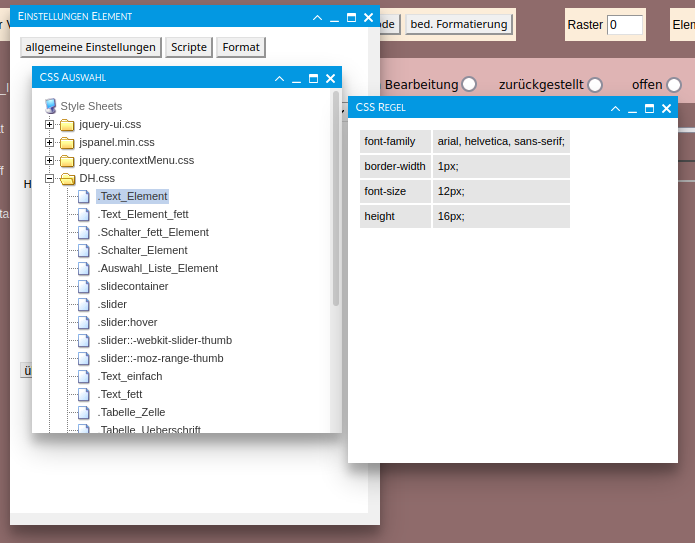 Einstellungen Element
ode
bed. Formatierung
Raster 0
Elem
allgemeine Einstellungen
Skripte
Format
CSS Auswahl
Bearbeitung
zurückgestellt
offen
Style Sheets
jquery-ui.css
jspanel.min.css
jquery.contextMenu.css
DH.css
.Text_Element
.Text_Element_fett
.Schalter_fett_Element
.Schalter_Element
.Auswahl_Liste_Element
.slidecontainer
.slider
.slider:hover
.slider::-webkit-slider-thumb
.slider::-moz-range-thumb
.Text_einfach
.Text_fett
.Tabelle_Zelle
.Tabelle_Ueberschrift
CSS Regel
font-family arial, helvetica, sans-serif;
border-width 1px;
font-size 12px;
height 16px;
H
ü